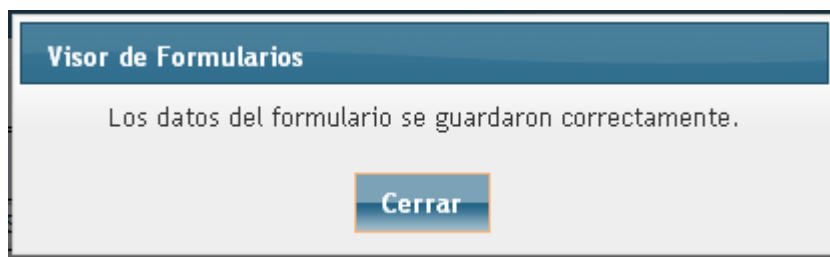 Visor de Formularios
Los datos del formulario se guardaron correctamente.
Cerrar